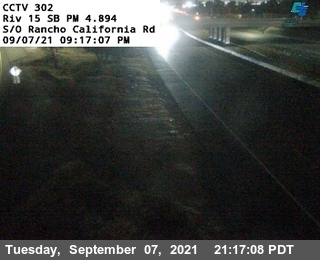 CCTV 302
Riv 15 SB PM 4.894
S/O Rancho California Rd
09/07/21 09:17:07 PM
Tuesday, September 07, 2021 21:17:08 PDT